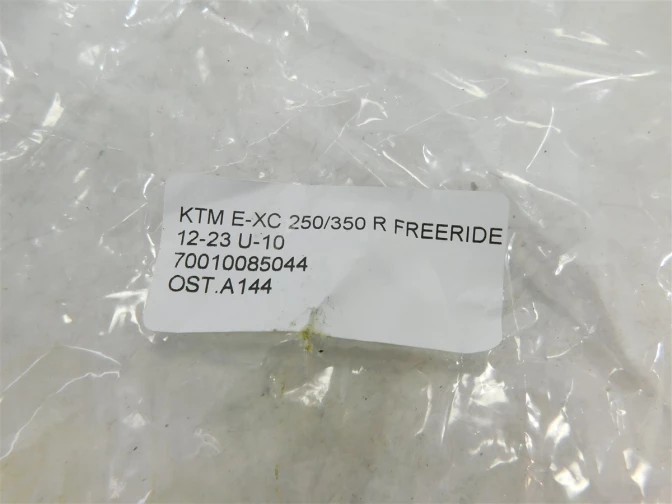 KTM E-XC 250/350 R FREERIDE
12-23 U-10
70010085044
OST.A144